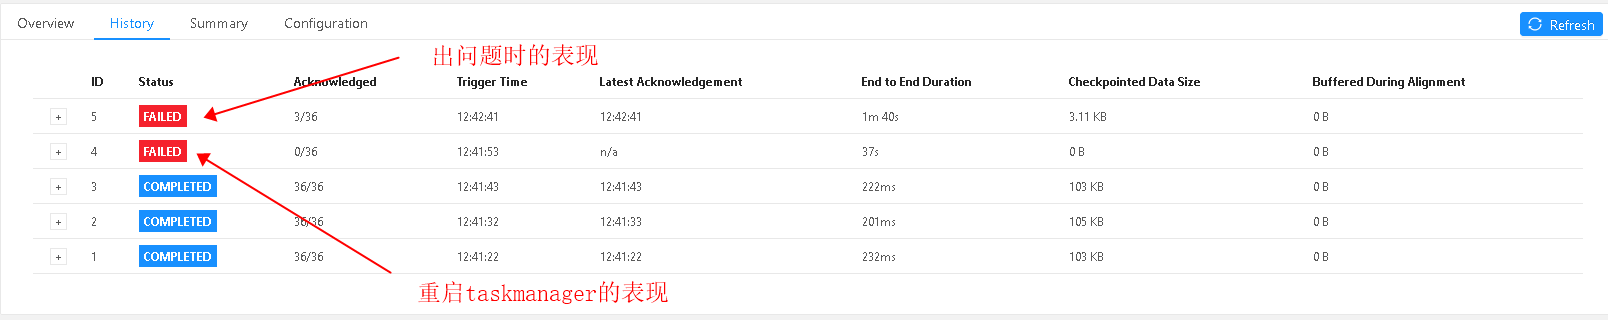 Overview History Summary Configuration Refresh
出问题时的表现
ID Status Acknowledged Trigger Time Latest Acknowledgement End to End Duration Checkpointed Data Size Buffered During Alignment
+ 5 FAILED 3/36 12:42:41 12:42:41 1m 40s 3.11 KB 0 B
+ 4 FAILED 0/36 12:41:53 n/a 37s 0 B 0 B
+ 3 COMPLETED 36/36 12:41:43 12:41:43 222ms 103 KB 0 B
+ 2 COMPLETED 36/36 12:41:32 12:41:33 201ms 105 KB 0 B
+ 1 COMPLETED 36/36 12:41:22 12:41:22 232ms 103 KB 0 B
重启taskmanager的表现